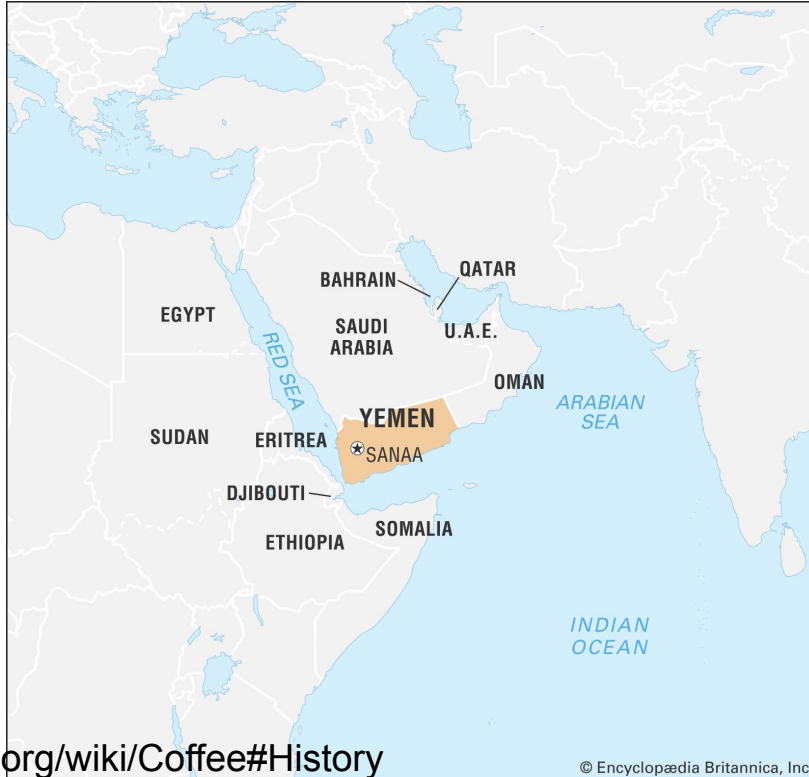 BAHRAIN
QATAR
EGYPT
SAUDI
ARABIA
U.A.E.
RED SEA
OMAN
YEMEN
ARABIAN
SEA
SUDAN
ERITREA
SANAA
DJIBOUTI
SOMALIA
ETHIOPIA
INDIAN
OCEAN
org/wiki/Coffee#History
© Encyclopædia Britannica, Inc